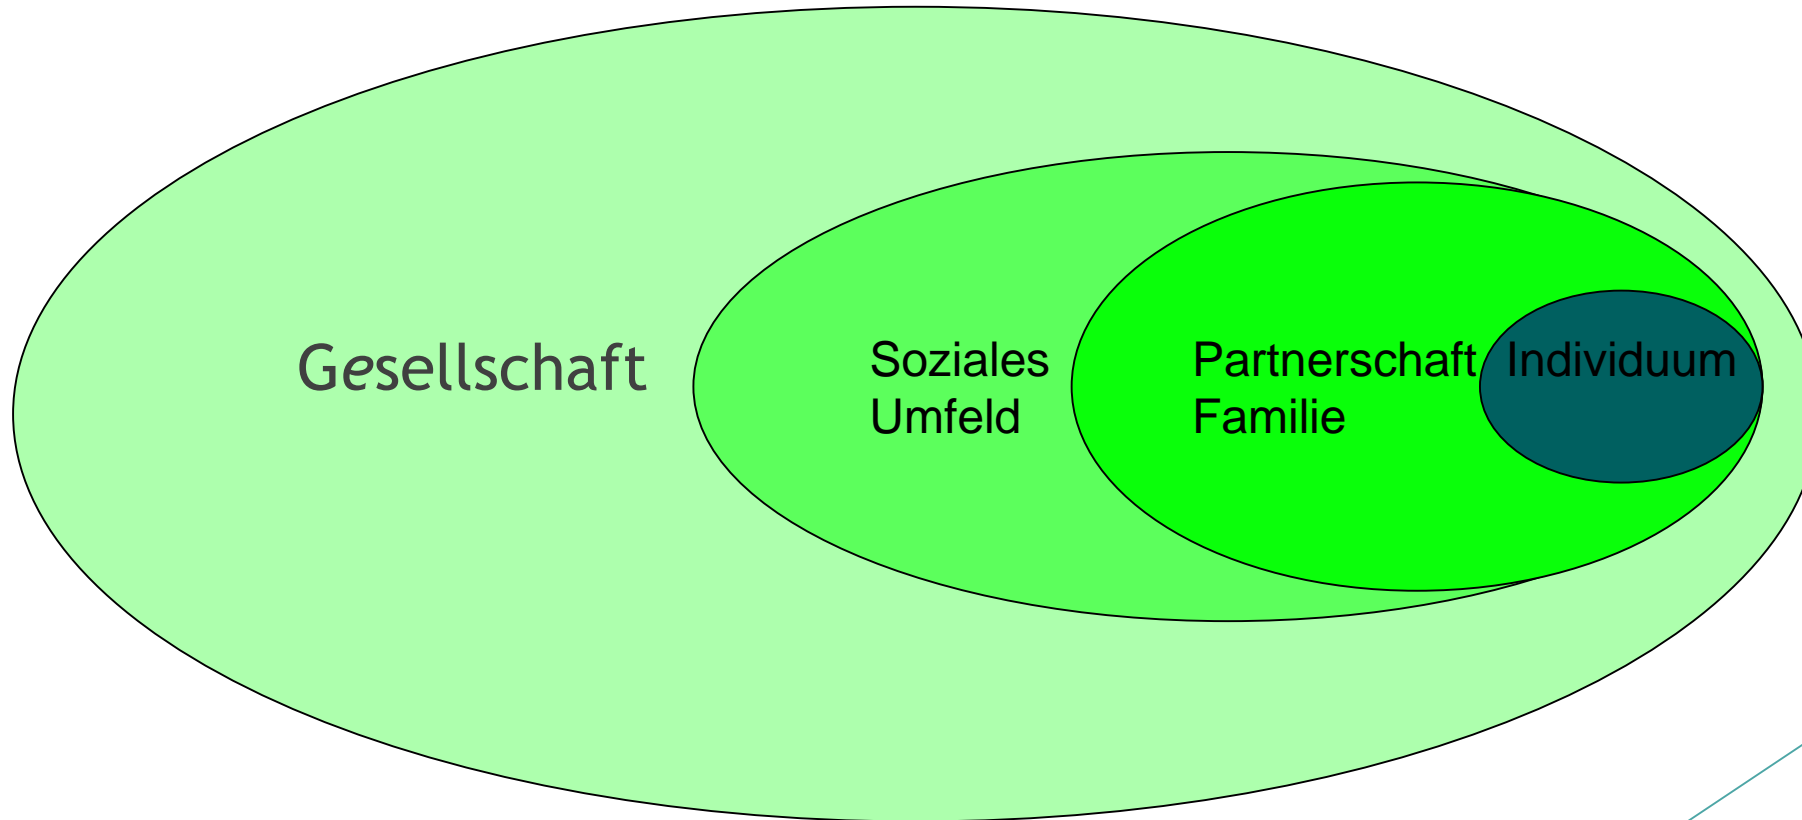 Gesellschaft
Soziales
Umfeld
Partnerschaft
Familie
Individuum